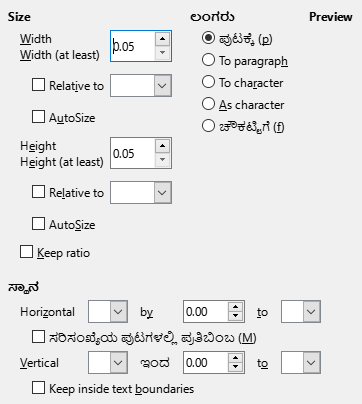 Size ಲಂಗರು Preview
Width ಪುಟಕ್ಕೆ (p)
Width (at least) 0.05
To paragraph
Relative to To character
AutoSize As character
Height ಚೌಕಟ್ಟಿಗೆ (f)
Height (at least) 0.05
Relative to
AutoSize
Keep ratio
ಸ್ಥಾನ
Horizontal by 0.00 to
ಸರಿಸಂಖ್ಯೆಯ ಪುಟಗಳಲ್ಲಿ ಪ್ರತಿಬಿಂಬ (M)
Vertical ಇಂದ 0.00 to
Keep inside text boundaries